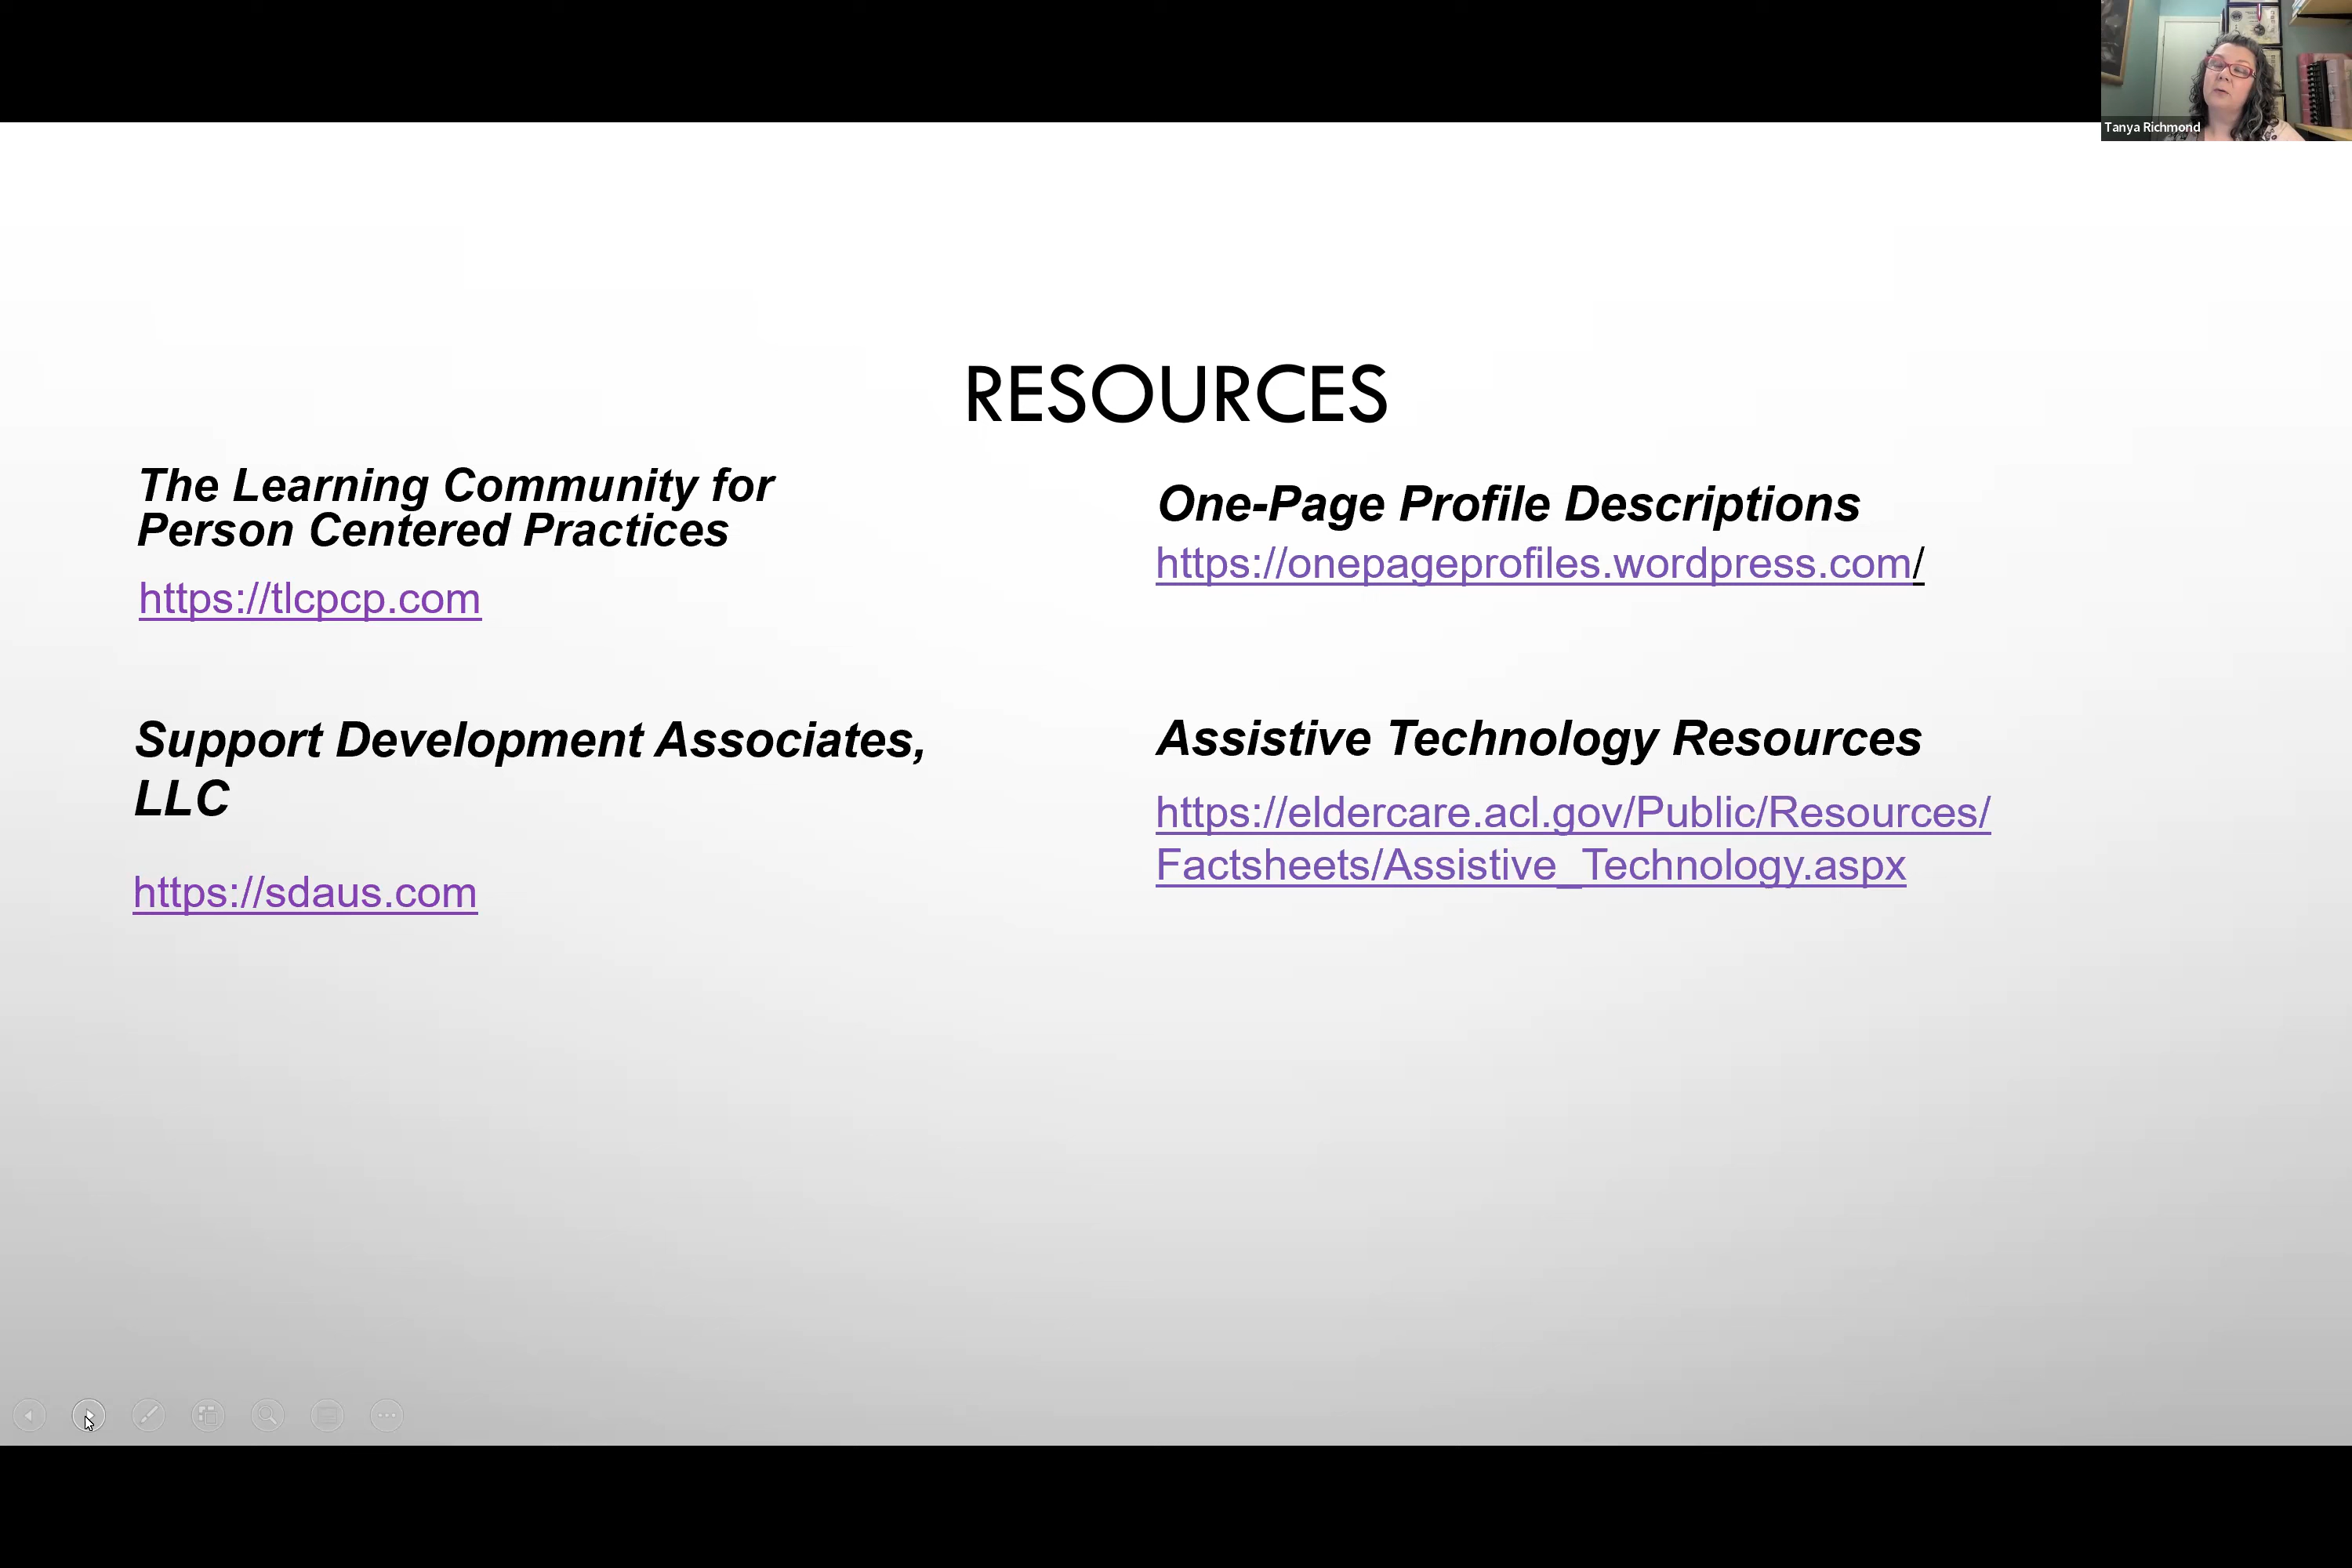 Tanya Richmond
RESOURCES
The Learning Community for
Person Centered Practices
https://tlcpcp.com
Support Development Associates,
LLC
https://sdaus.com
One-Page Profile Descriptions
https://onepageprofiles.wordpress.com/
Assistive Technology Resources
https://eldercare.acl.gov/Public/Resources/
Factsheets/Assistive_Technology.aspx